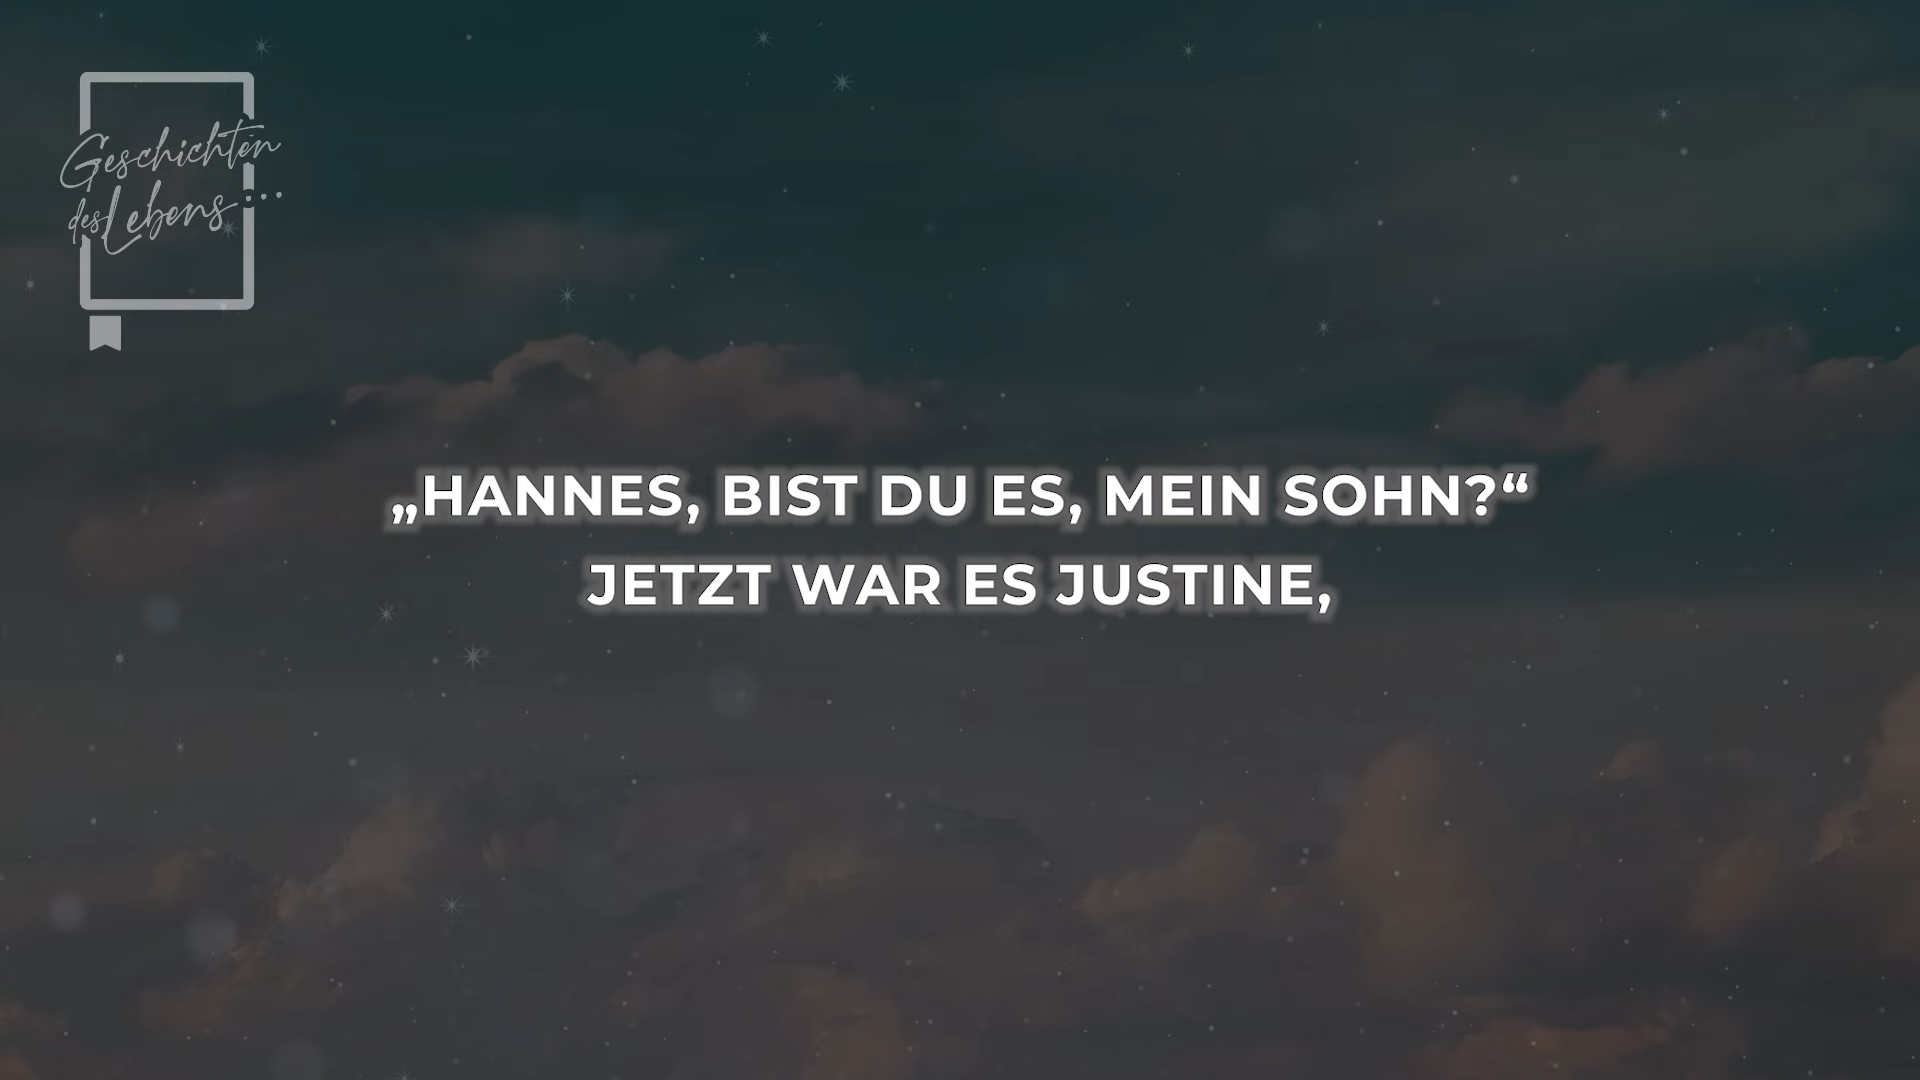 Geschichten
des Lebens...
„HANNES, BIST DU ES, MEIN SOHN?“
JETZT WAR ES JUSTINE,